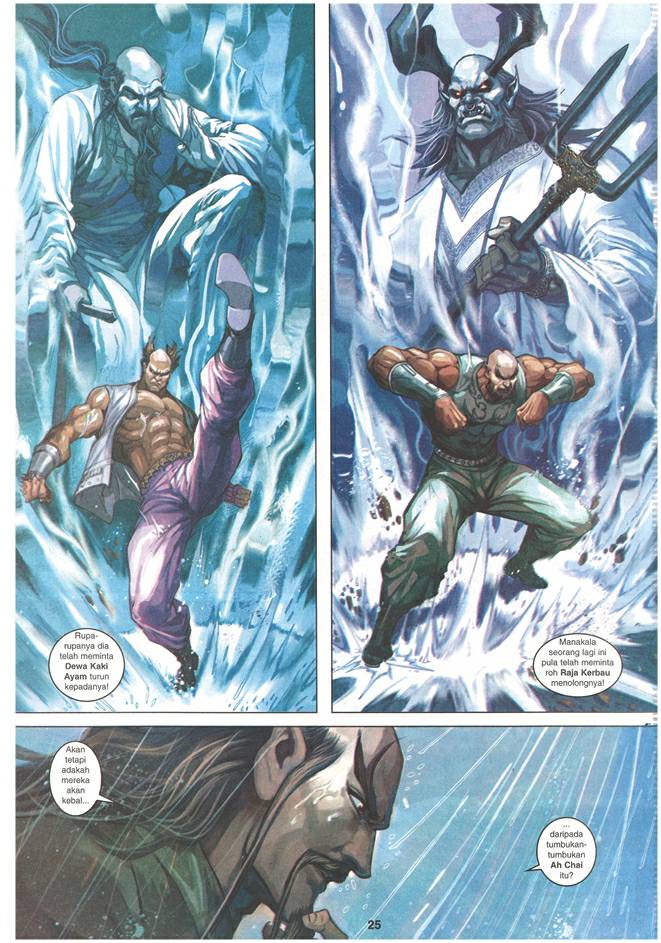 Rupa-
rupanya dia
telah meminta
Dewa Kaki
Ayam turun
kepadanya!
Manakala
seorang lagi ini
pula telah meminta
roh Raja Kerbau
menolongnya!
Akan
tetapi
adakah
mereka
akan
kebal...
...
daripada
tumbukan-
tumbukan
Ah Chai
itu?
25